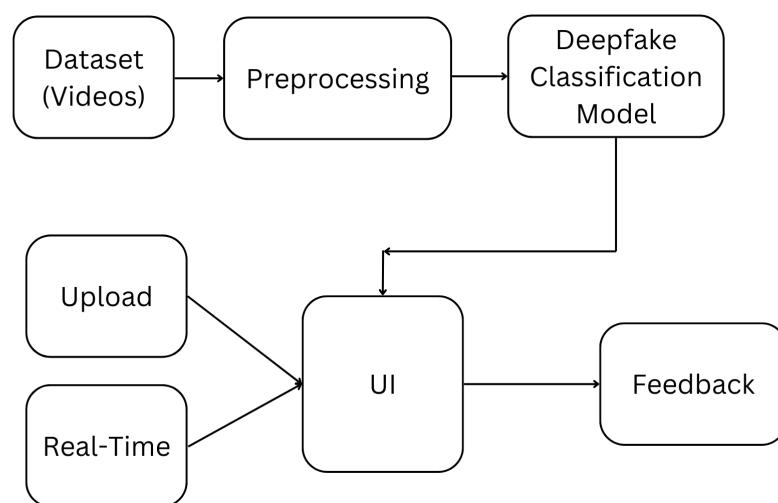 Dataset
(Videos)
Preprocessing
Deepfake
Classification
Model
Upload
Real-Time
UI
Feedback